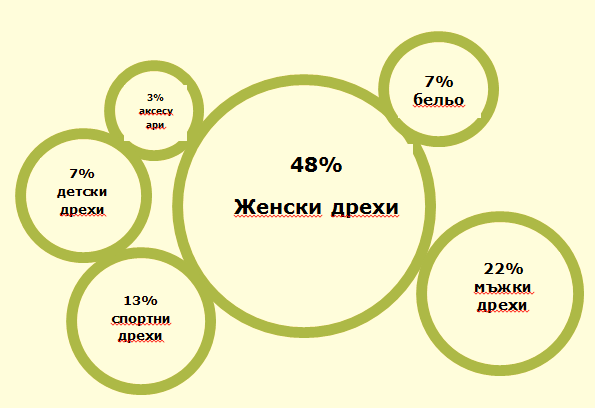 7%
бельо
3%
аксесу
ари
48%
Женски дрехи
7%
детски
дрехи
22%
мъжки
дрехи
13%
спортни
дрехи